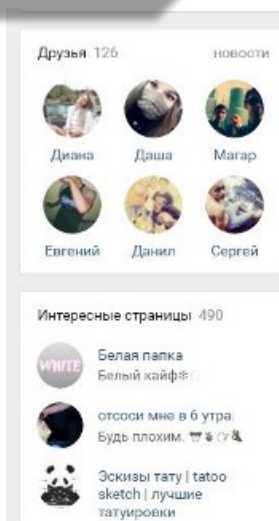 Друзья 126 новости
Диана Даша Магар
Евгений Данил Сергей
Интересные страницы 490
WHITE
Белая папка
Белый кайф❄
отсоси мне в 6 утра.
Будь плохим.
Эскизы тату | tatoo
sketch | лучшие
татуировки